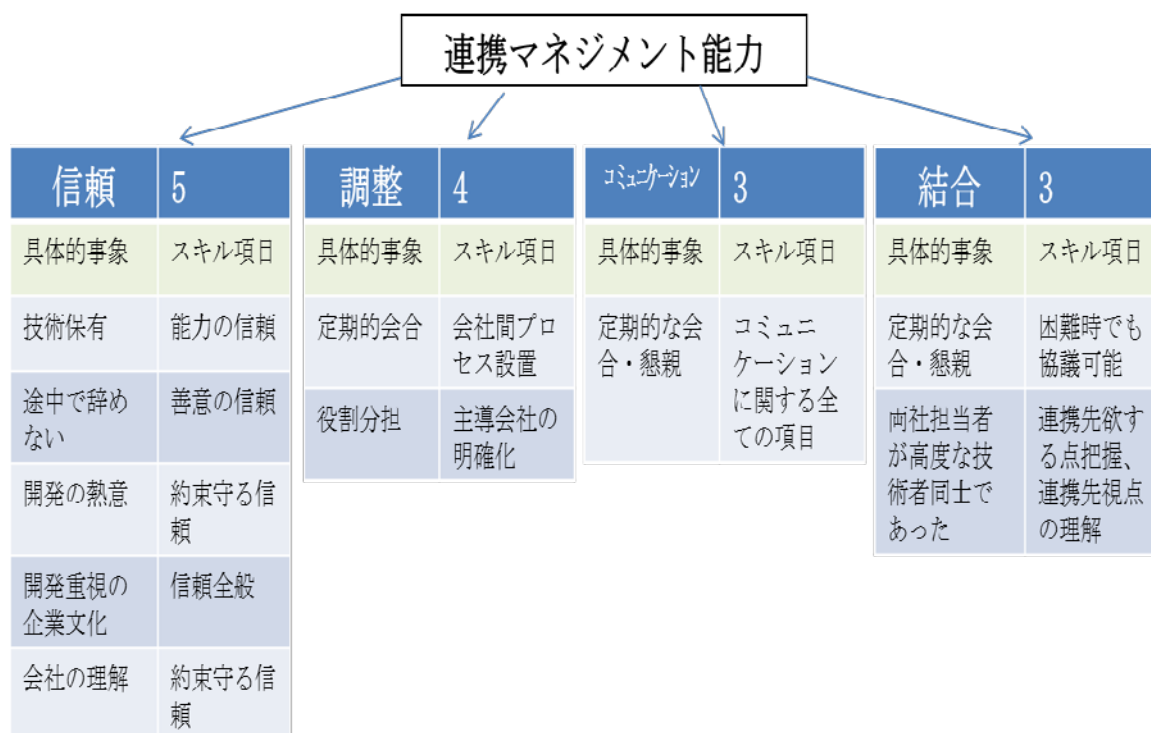 連携マネジメント能力
信頼 5
具体的事象 スキル項目
技術保有 能力の信頼
途中で辞め
ない
善意の信頼
開発の熱意 約束守る信
頼
開発重視の
企業文化
信頼全般
会社の理解 約束守る信
頼
調整 4
具体的事象 スキル項目
定期的会合 会社間プロ
セス設置
役割分担 主導会社の
明確化
コミュニケーション 3
具体的事象 スキル項目
定期的な会
合・懇親
コミュニ
ケーション
に関する全
ての項目
結合 3
具体的事象 スキル項目
定期的な会
合・懇親
困難時でも
協議可能
両社担当者
が高度な技
術者同士で
あった
連携先欲す
る点把握、
連携先視点
の理解